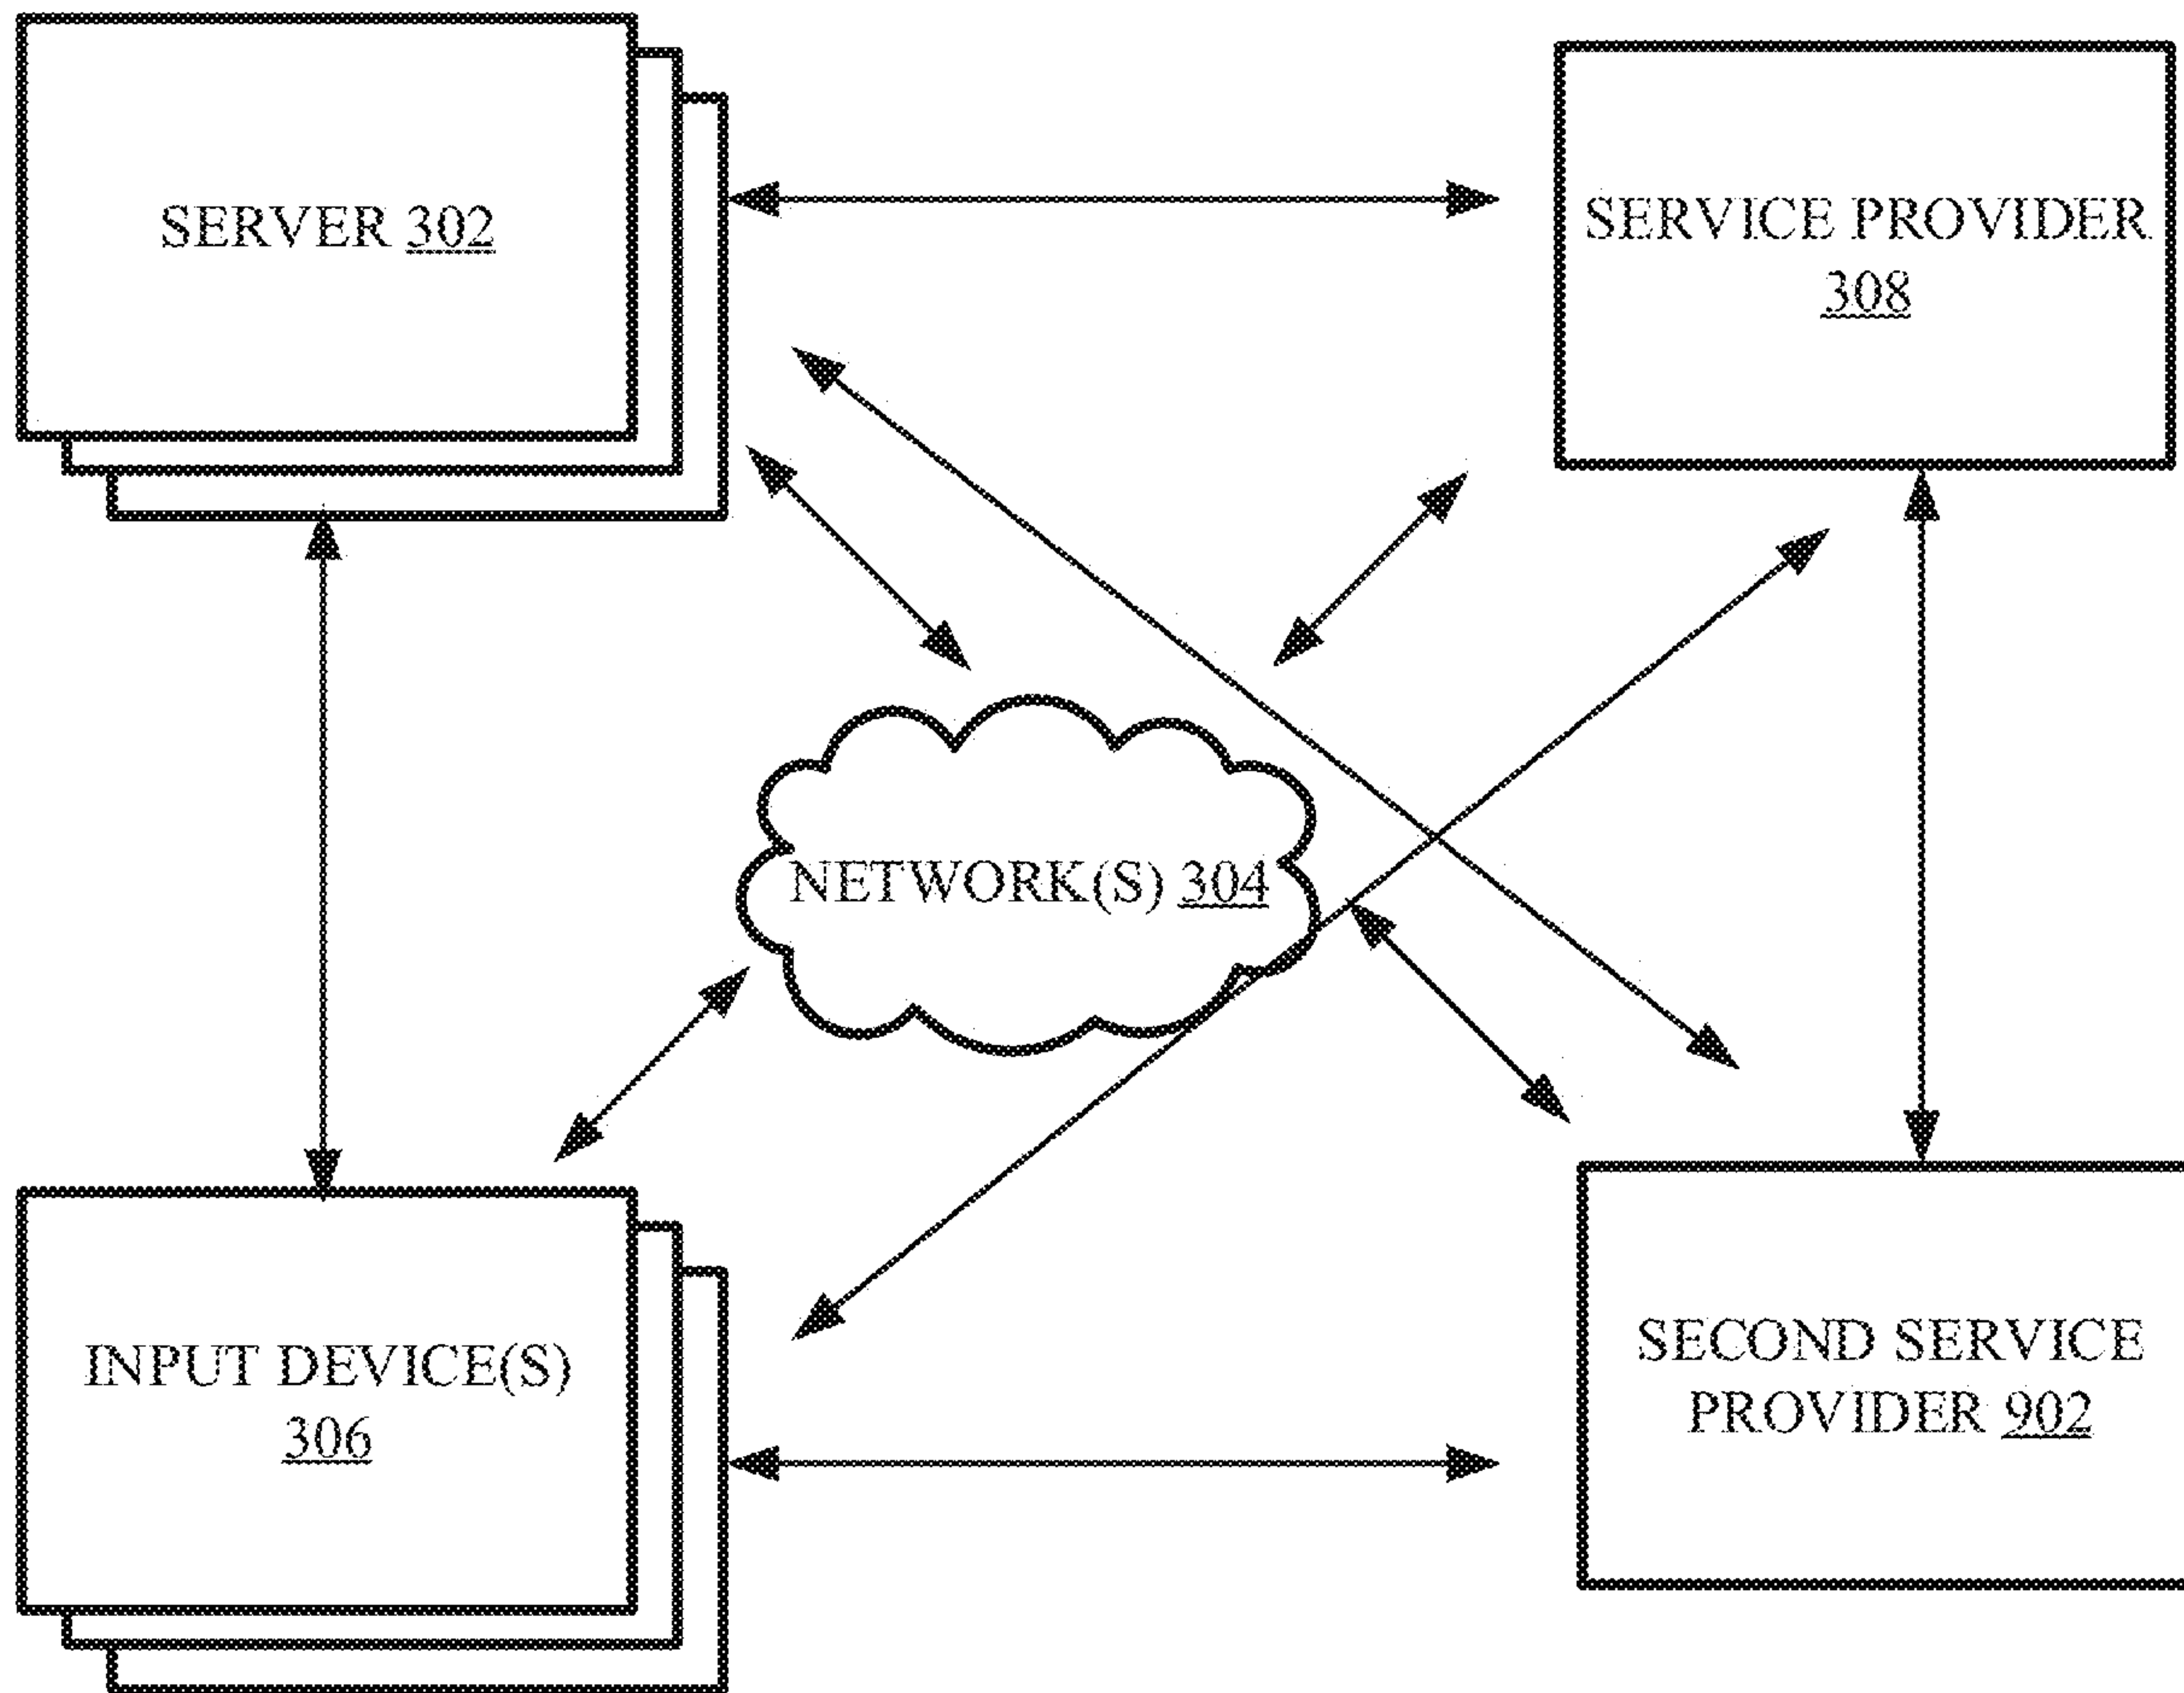 SERVER 302
SERVICE PROVIDER
308
NETWORK(S) 304
INPUT DEVICE(S)
306
SECOND SERVICE
PROVIDER 902